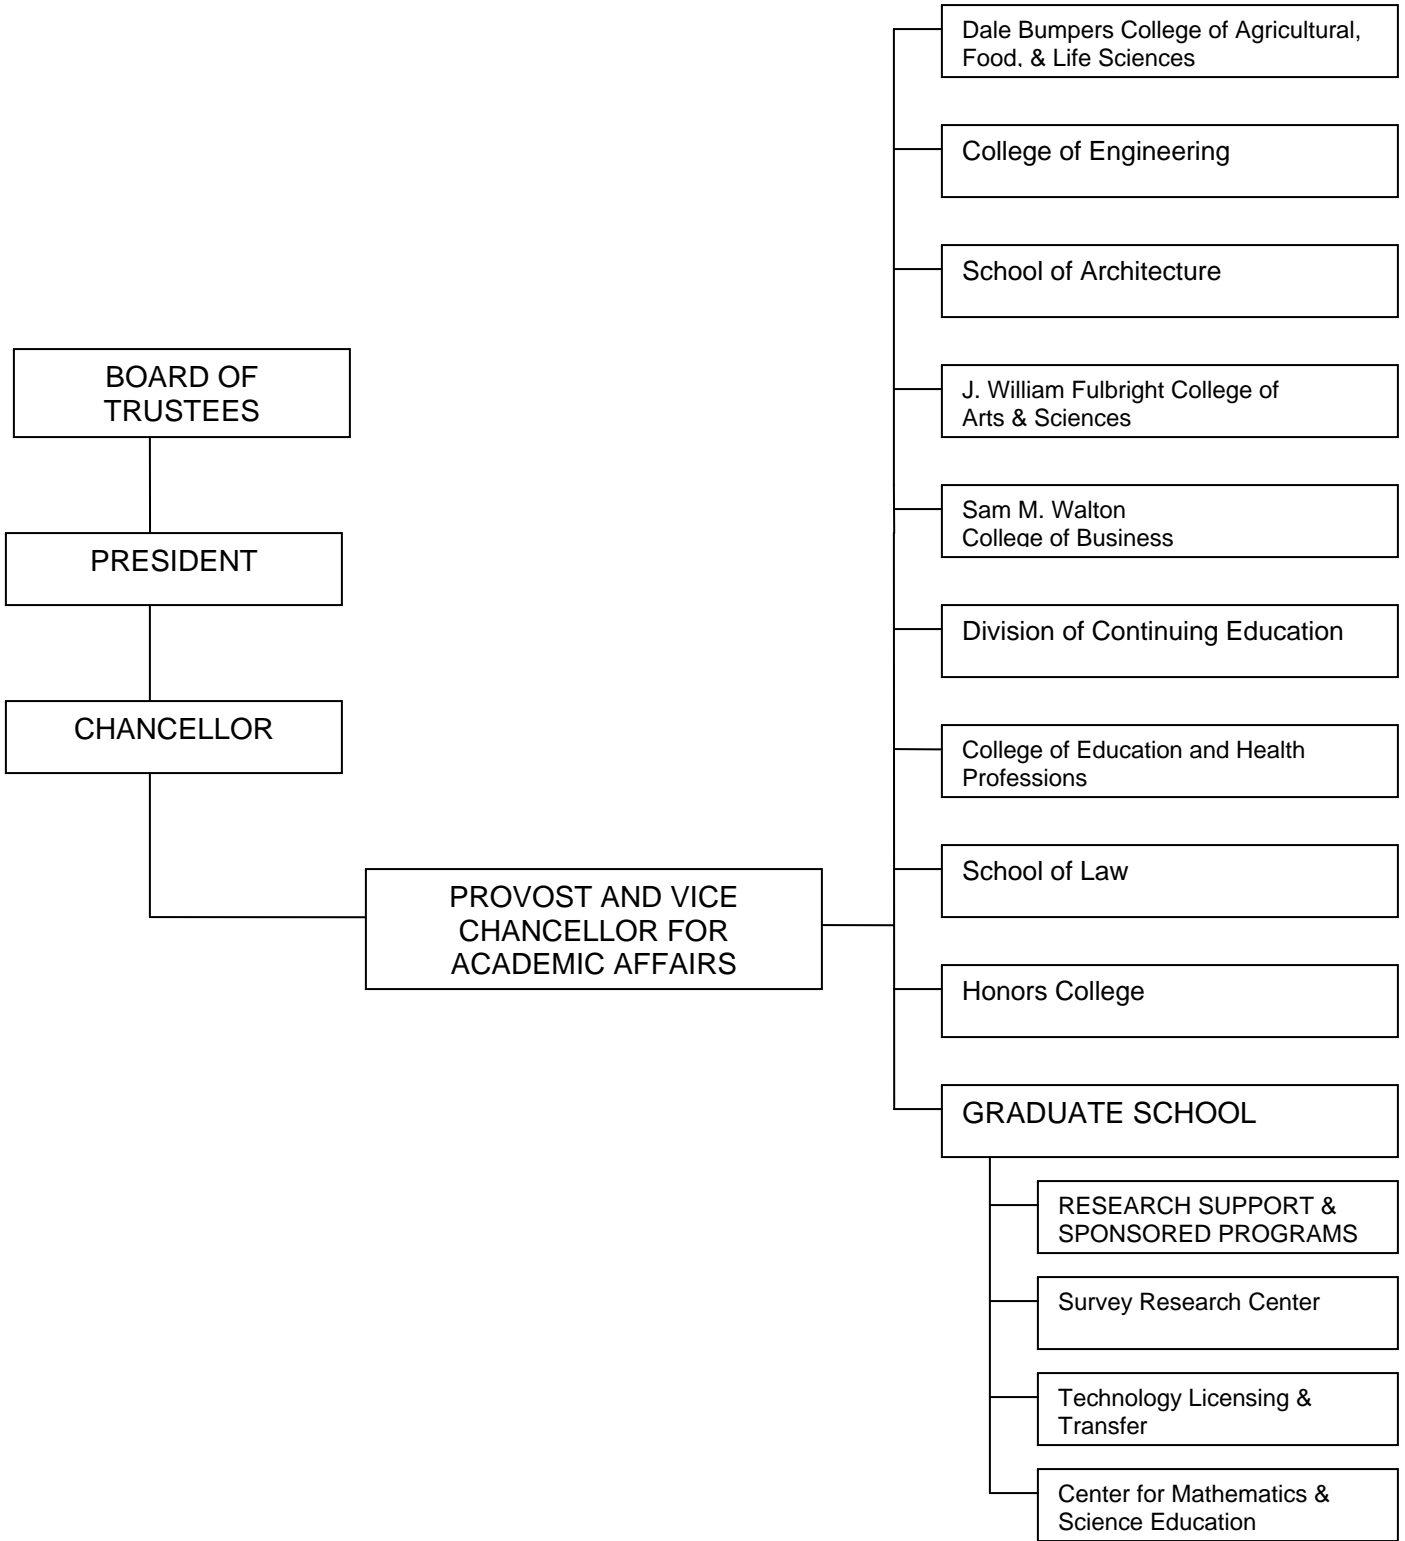 Dale Bumpers College of Agricultural,
Food, & Life Sciences
College of Engineering
School of Architecture
J. William Fulbright College of
Arts & Sciences
Sam M. Walton
College of Business
Division of Continuing Education
College of Education and Health
Professions
School of Law
Honors College
GRADUATE SCHOOL
RESEARCH SUPPORT &
SPONSORED PROGRAMS
Survey Research Center
Technology Licensing &
Transfer
Center for Mathematics &
Science Education
BOARD OF
TRUSTEES
PRESIDENT
CHANCELLOR
PROVOST AND VICE
CHANCELLOR FOR
ACADEMIC AFFAIRS